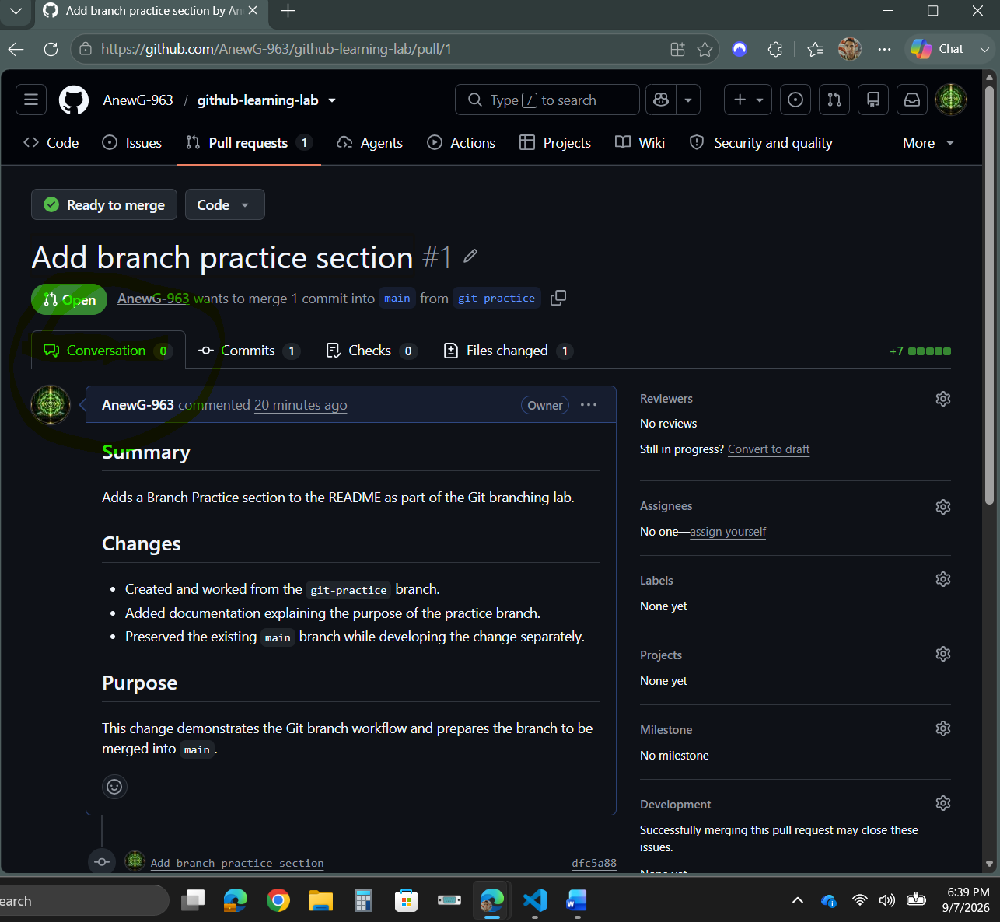 Add branch practice section by An
https://github.com/AnewG-963/github-learning-lab/pull/1
Chat
AnewG-963 / github-learning-lab
Type / to search
Code
Issues
Pull requests 1
Agents
Actions
Projects
Wiki
Security and quality
More
Ready to merge
Code
Add branch practice section #1
Open
AnewG-963 wants to merge 1 commit into main from git-practice
Conversation 0
Commits 1
Checks 0
Files changed 1
+7
AnewG-963 commented 20 minutes ago
Owner
Summary
Adds a Branch Practice section to the README as part of the Git branching lab.
Changes
• Created and worked from the git-practice branch.
• Added documentation explaining the purpose of the practice branch.
• Preserved the existing main branch while developing the change separately.
Purpose
This change demonstrates the Git branch workflow and prepares the branch to be
merged into main.
Add branch practice section
dfc5a88
Reviewers
No reviews
Still in progress? Convert to draft
Assignees
No one—assign yourself
Labels
None yet
Projects
None yet
Milestone
No milestone
Development
Successfully merging this pull request may close these
issues.
None yet
earch
6:39 PM
9/7/2026